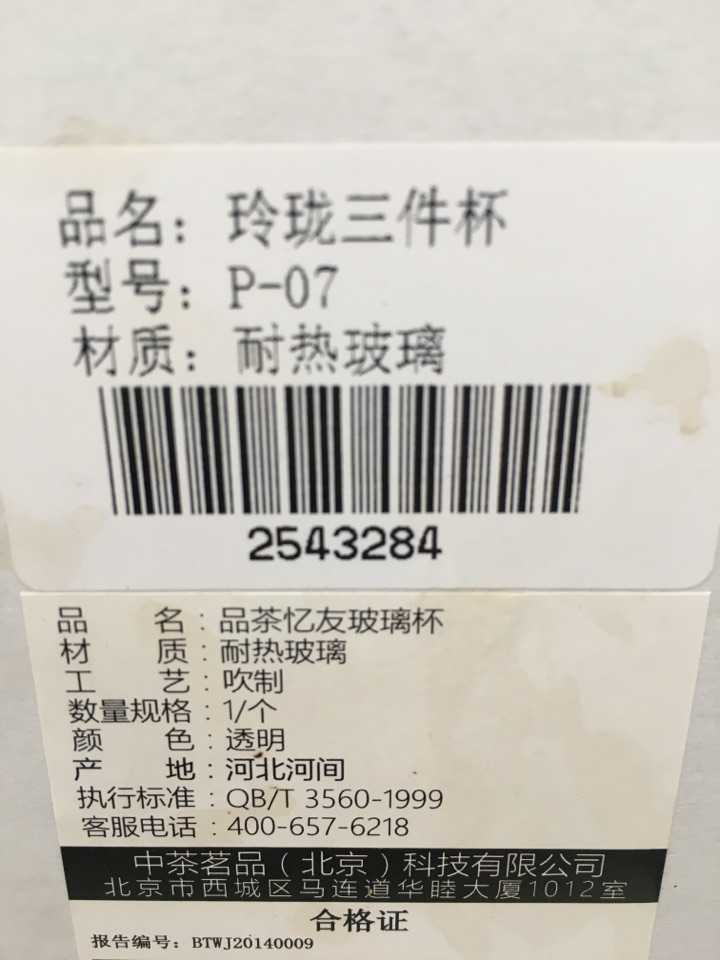 品名：玲珑三件杯
型号：P-07
材质：耐热玻璃
2543284
品 名：品茶忆友玻璃杯
材 质：耐热玻璃
工 艺：吹制
数量规格：1/个
颜 色：透明
产 地：河北河间
执行标准：QB/T 3560-1999
客服电话：400-657-6218
中茶茗品（北京）科技有限公司
北京市西城区马连道华睦大厦1012室
合格证
报告编号：BTWJ20140009